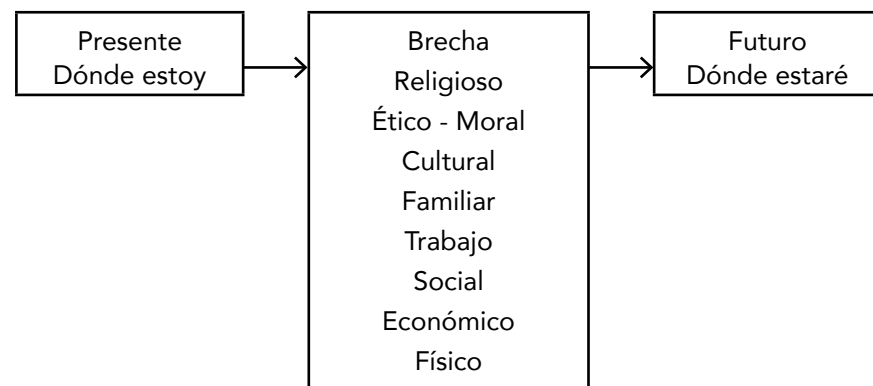 Presente
Dónde estoy
Brecha
Religioso
Ético - Moral
Cultural
Familiar
Trabajo
Social
Económico
Físico
Futuro
Dónde estaré